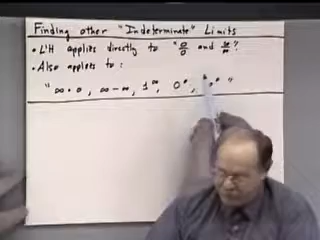 Finding other "Indeterminate" Limits
• L'H applies directly to "0/0 and ∞/∞".
• Also applies to:
"∞·0, ∞-∞, 1^∞, 0^0,